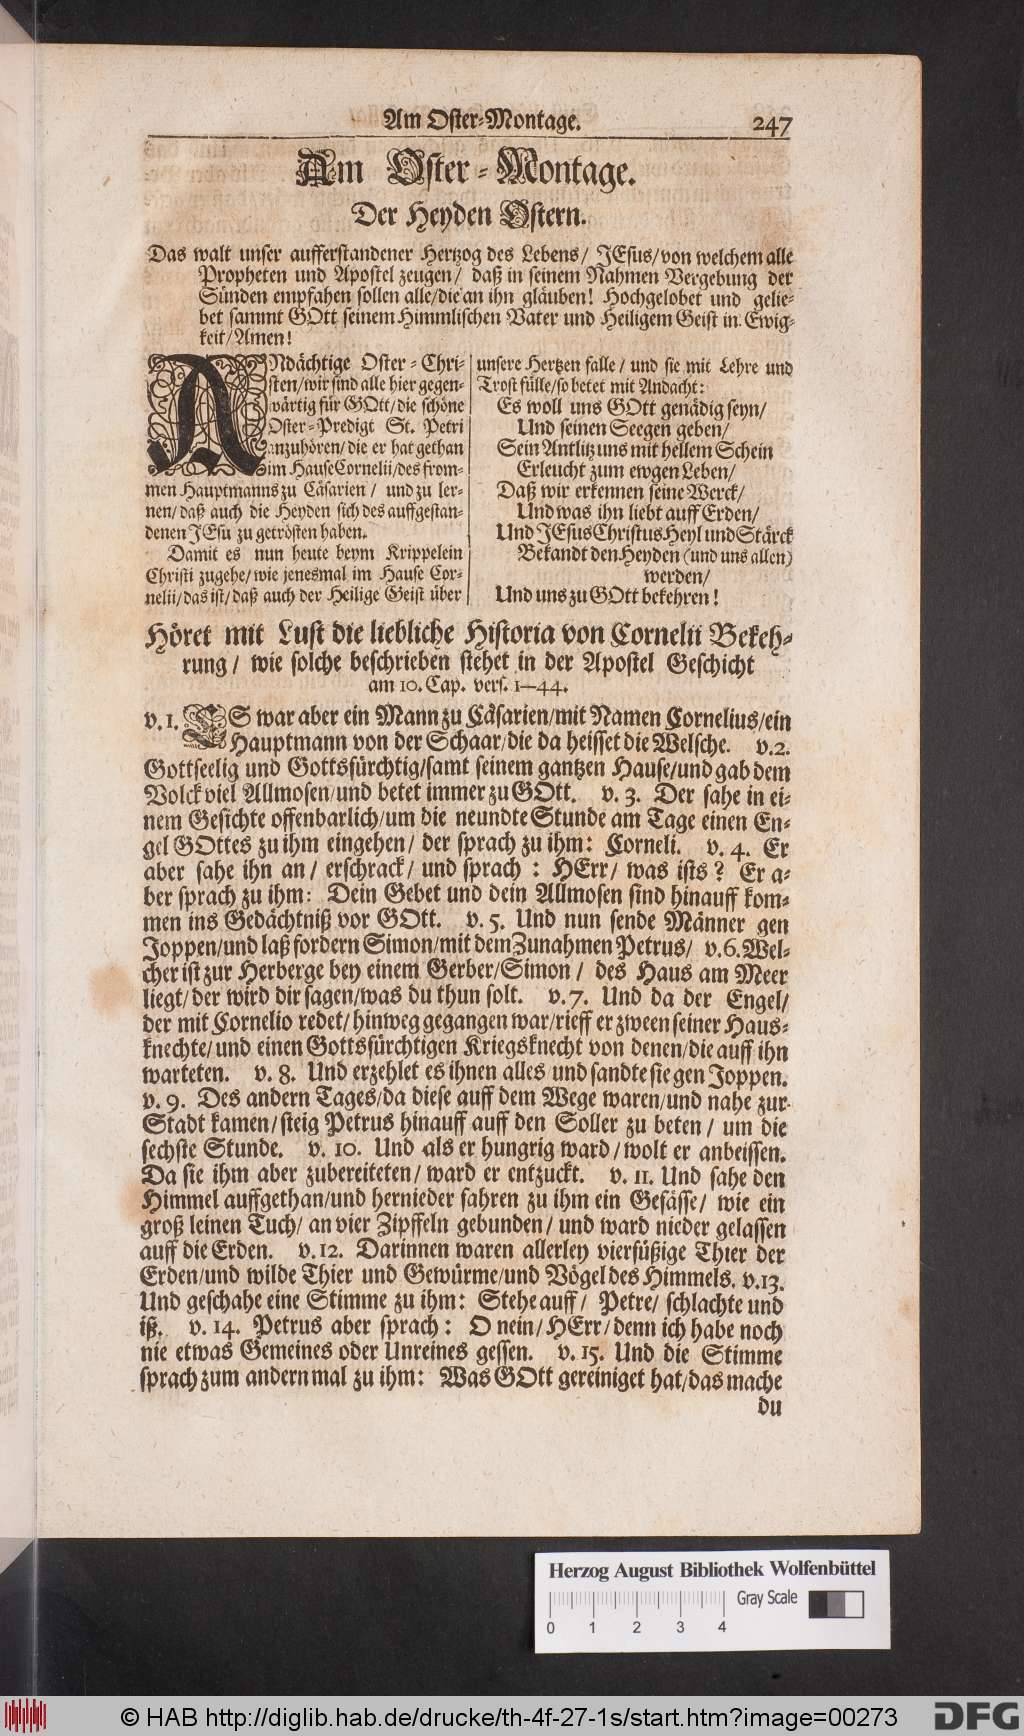 Am Oster-Montage. 247
Am Oster-Montage.
Der Heyden Ostern.
Das walt unser aufferstandener Hertzog des Lebens/ JEsus/ von welchem alle
Propheten und Apostel zeugen/ daß in seinem Nahmen Vergebung der
Sünden empfahen sollen alle/ die an ihn gläuben! Hochgelobet und gelie-
bet sammt GOtt seinem Himmlischen Vater und Heiligem Geist in Ewig-
keit/ Amen!
ANdächtige Oster-Chri-
sten/ wir sind alle hier gegen-
wärtig für GOtt/ die schöne
Oster-Predigt St. Petri
anzuhören/ die er hat gethan
im Hause Cornelii/ des from-
men Hauptmanns zu Cäsarien/ und zu ler-
nen/ daß auch die Heyden sich des auffgestan-
denen JEsu zu getrösten haben.
Damit es nun heute beym Krippelein
Christi zugehe/ wie jenesmal im Hause Cor-
nelii/ das ist/ daß auch der Heilige Geist über
unsere Hertzen falle/ und sie mit Lehre und
Trost fülle/ so betet mit Andacht:
Es woll uns GOtt genädig seyn/
Und seinen Seegen geben/
Sein Antlitz uns mit hellem Schein
Erleucht zum ewgen Leben/
Daß wir erkennen seine Werck/
Und was ihn liebt auff Erden/
Und JEsus Christus Heyl und Stärck
Bekandt den Heyden (und uns allen)
werden/
Und uns zu GOtt bekehren!
Höret mit Lust die liebliche Historia von Cornelii Bekeh-
rung/ wie solche beschrieben stehet in der Apostel Geschicht
am 10. Cap. vers. 1—44.
v. 1. ES war aber ein Mann zu Cäsarien/ mit Namen Cornelius/ ein
Hauptmann von der Schaar/ die da heisset die Welsche. v. 2.
Gottseelig und Gottsfürchtig/ samt seinem gantzen Hause/ und gab dem
Volck viel Allmosen/ und betet immer zu GOtt. v. 3. Der sahe in ei-
nem Gesichte offenbarlich/ um die neundte Stunde am Tage einen En-
gel GOttes zu ihm eingehen/ der sprach zu ihm: Corneli. v. 4. Er
aber sahe ihn an/ erschrack/ und sprach: HErr/ was ists? Er a-
ber sprach zu ihm: Dein Gebet und dein Allmosen sind hinauff kom-
men ins Gedächtniß vor GOtt. v. 5. Und nun sende Männer gen
Joppen/ und laß fordern Simon/ mit dem Zunahmen Petrus/ v. 6. Wel-
cher ist zur Herberge bey einem Gerber/ Simon/ des Haus am Meer
liegt/ der wird dir sagen/ was du thun solt. v. 7. Und da der Engel/
der mit Cornelio redet/ hinweg gegangen war/ rieff er zween seiner Haus-
knechte/ und einen Gottsfürchtigen Kriegsknecht von denen/ die auff ihn
warteten. v. 8. Und erzehlet es ihnen alles und sandte sie gen Joppen.
v. 9. Des andern Tages/ da diese auff dem Wege waren/ und nahe zur
Stadt kamen/ steig Petrus hinauff auff den Soller zu beten/ um die
sechste Stunde. v. 10. Und als er hungrig ward/ wolt er anbeissen.
Da sie ihm aber zubereiteten/ ward er entzuckt. v. 11. Und sahe den
Himmel auffgethan/ und hernieder fahren zu ihm ein Gefässe/ wie ein
groß leinen Tuch/ an vier Zipffeln gebunden/ und ward nieder gelassen
auff die Erden. v. 12. Darinnen waren allerley vierfüßige Thier der
Erden/ und wilde Thier und Gewürme/ und Vögel des Himmels. v. 13.
Und geschahe eine Stimme zu ihm: Stehe auff/ Petre/ schlachte und
iß. v. 14. Petrus aber sprach: O nein/ HErr/ denn ich habe noch
nie etwas Gemeines oder Unreines gessen. v. 15. Und die Stimme
sprach zum andern mal zu ihm: Was GOtt gereiniget hat/ das mache
du
Herzog August Bibliothek Wolfenbüttel
Gray Scale
0 1 2 3 4
© HAB http://diglib.hab.de/drucke/th-4f-27-1s/start.htm?image=00273
DFG